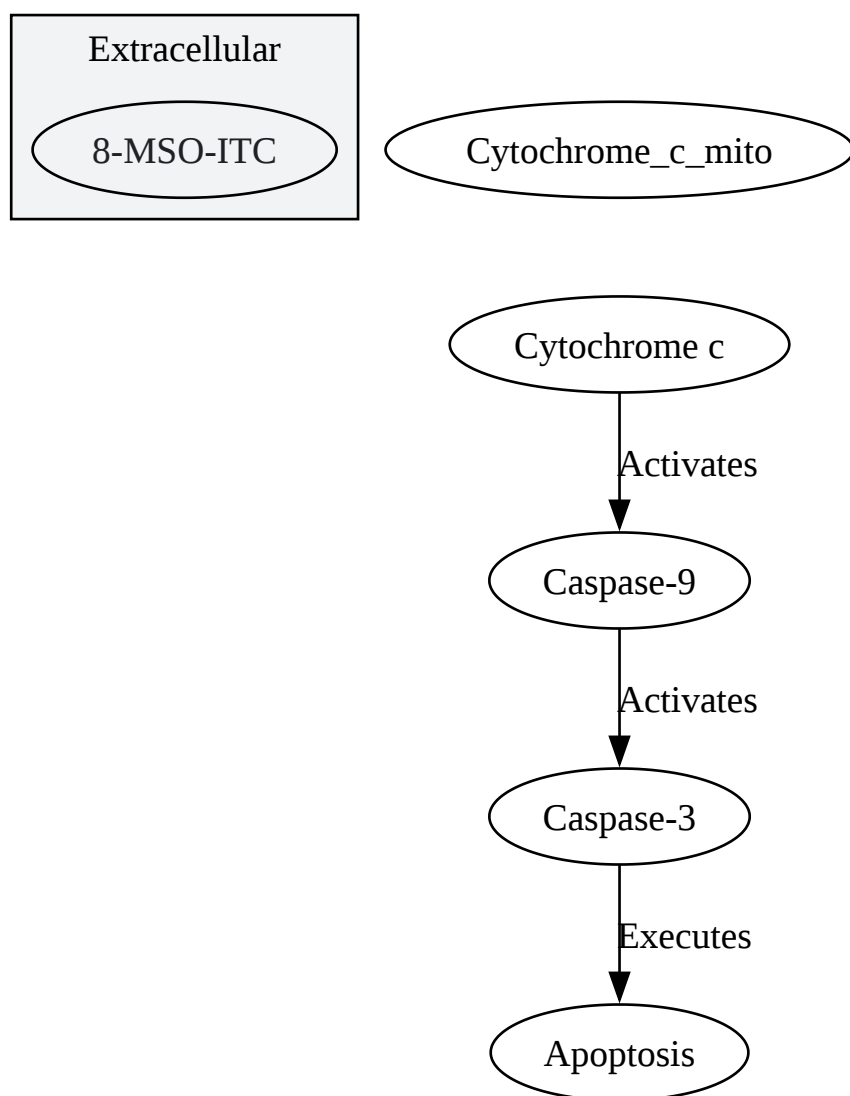 Extracellular
8-MSO-ITC
Cytochrome_c_mito
Cytochrome c
Activates
Caspase-9
Activates
Caspase-3
Executes
Apoptosis